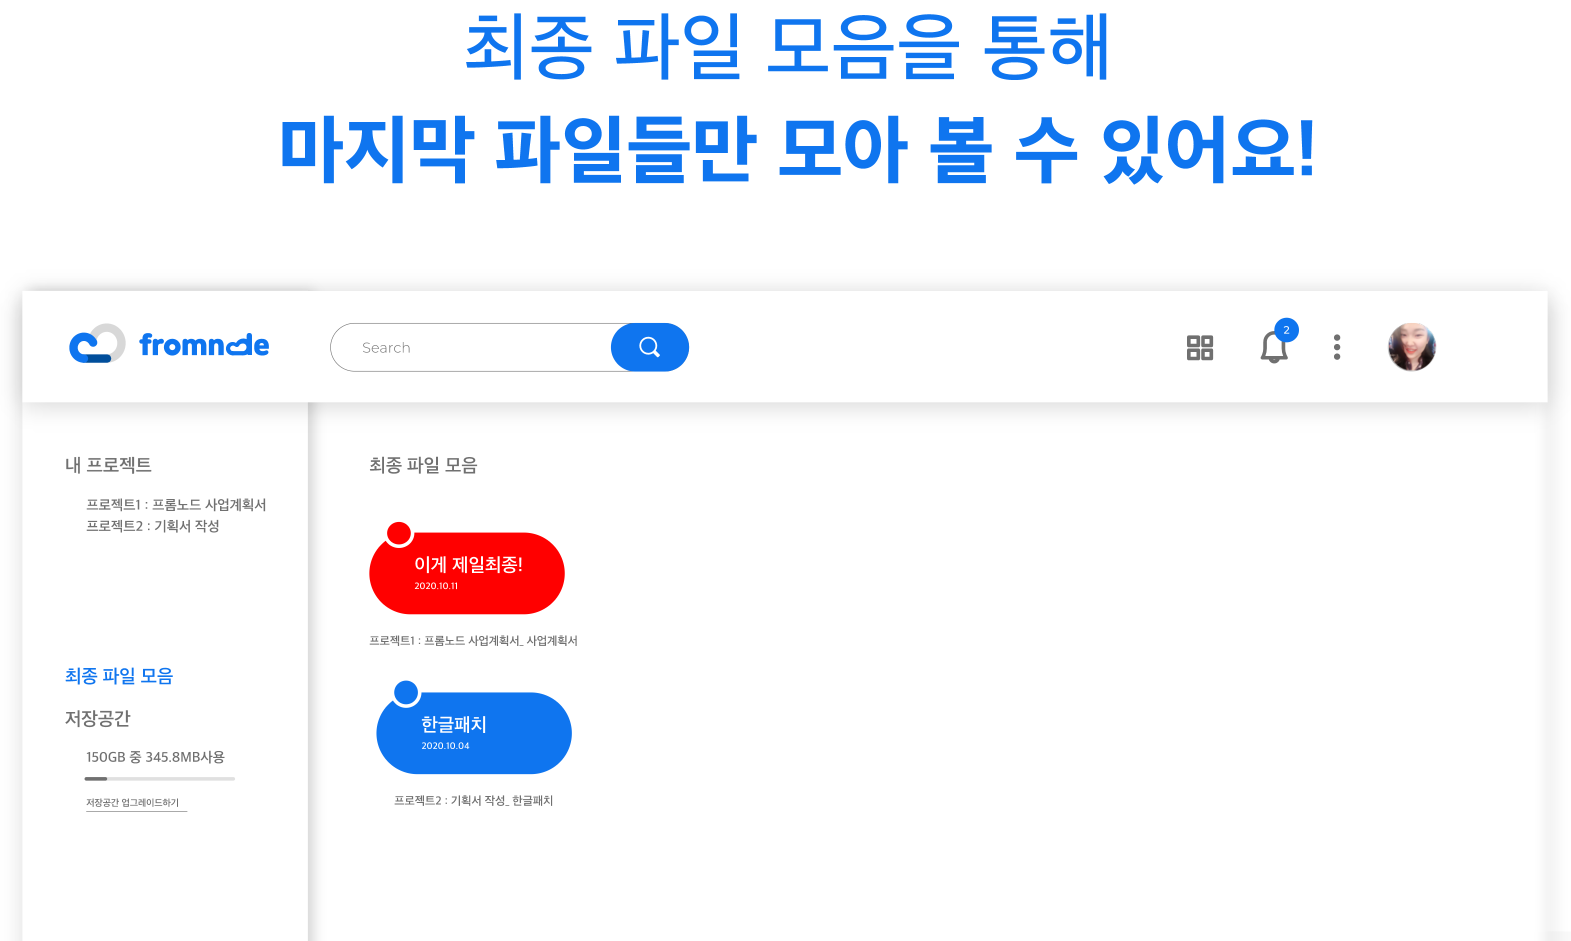 최종 파일 모음을 통해
마지막 파일들만 모아 볼 수 있어요!
fromnode
Search
2
내 프로젝트
프로젝트1 : 프롬노드 사업계획서
프로젝트2 : 기획서 작성
최종 파일 모음
저장공간
150GB 중 345.8MB사용
저장공간 업그레이드하기
최종 파일 모음
이게 제일최종!
2020.10.11
프로젝트1 : 프롬노드 사업계획서_ 사업계획서
한글패치
2020.10.04
프로젝트2 : 기획서 작성_ 한글패치